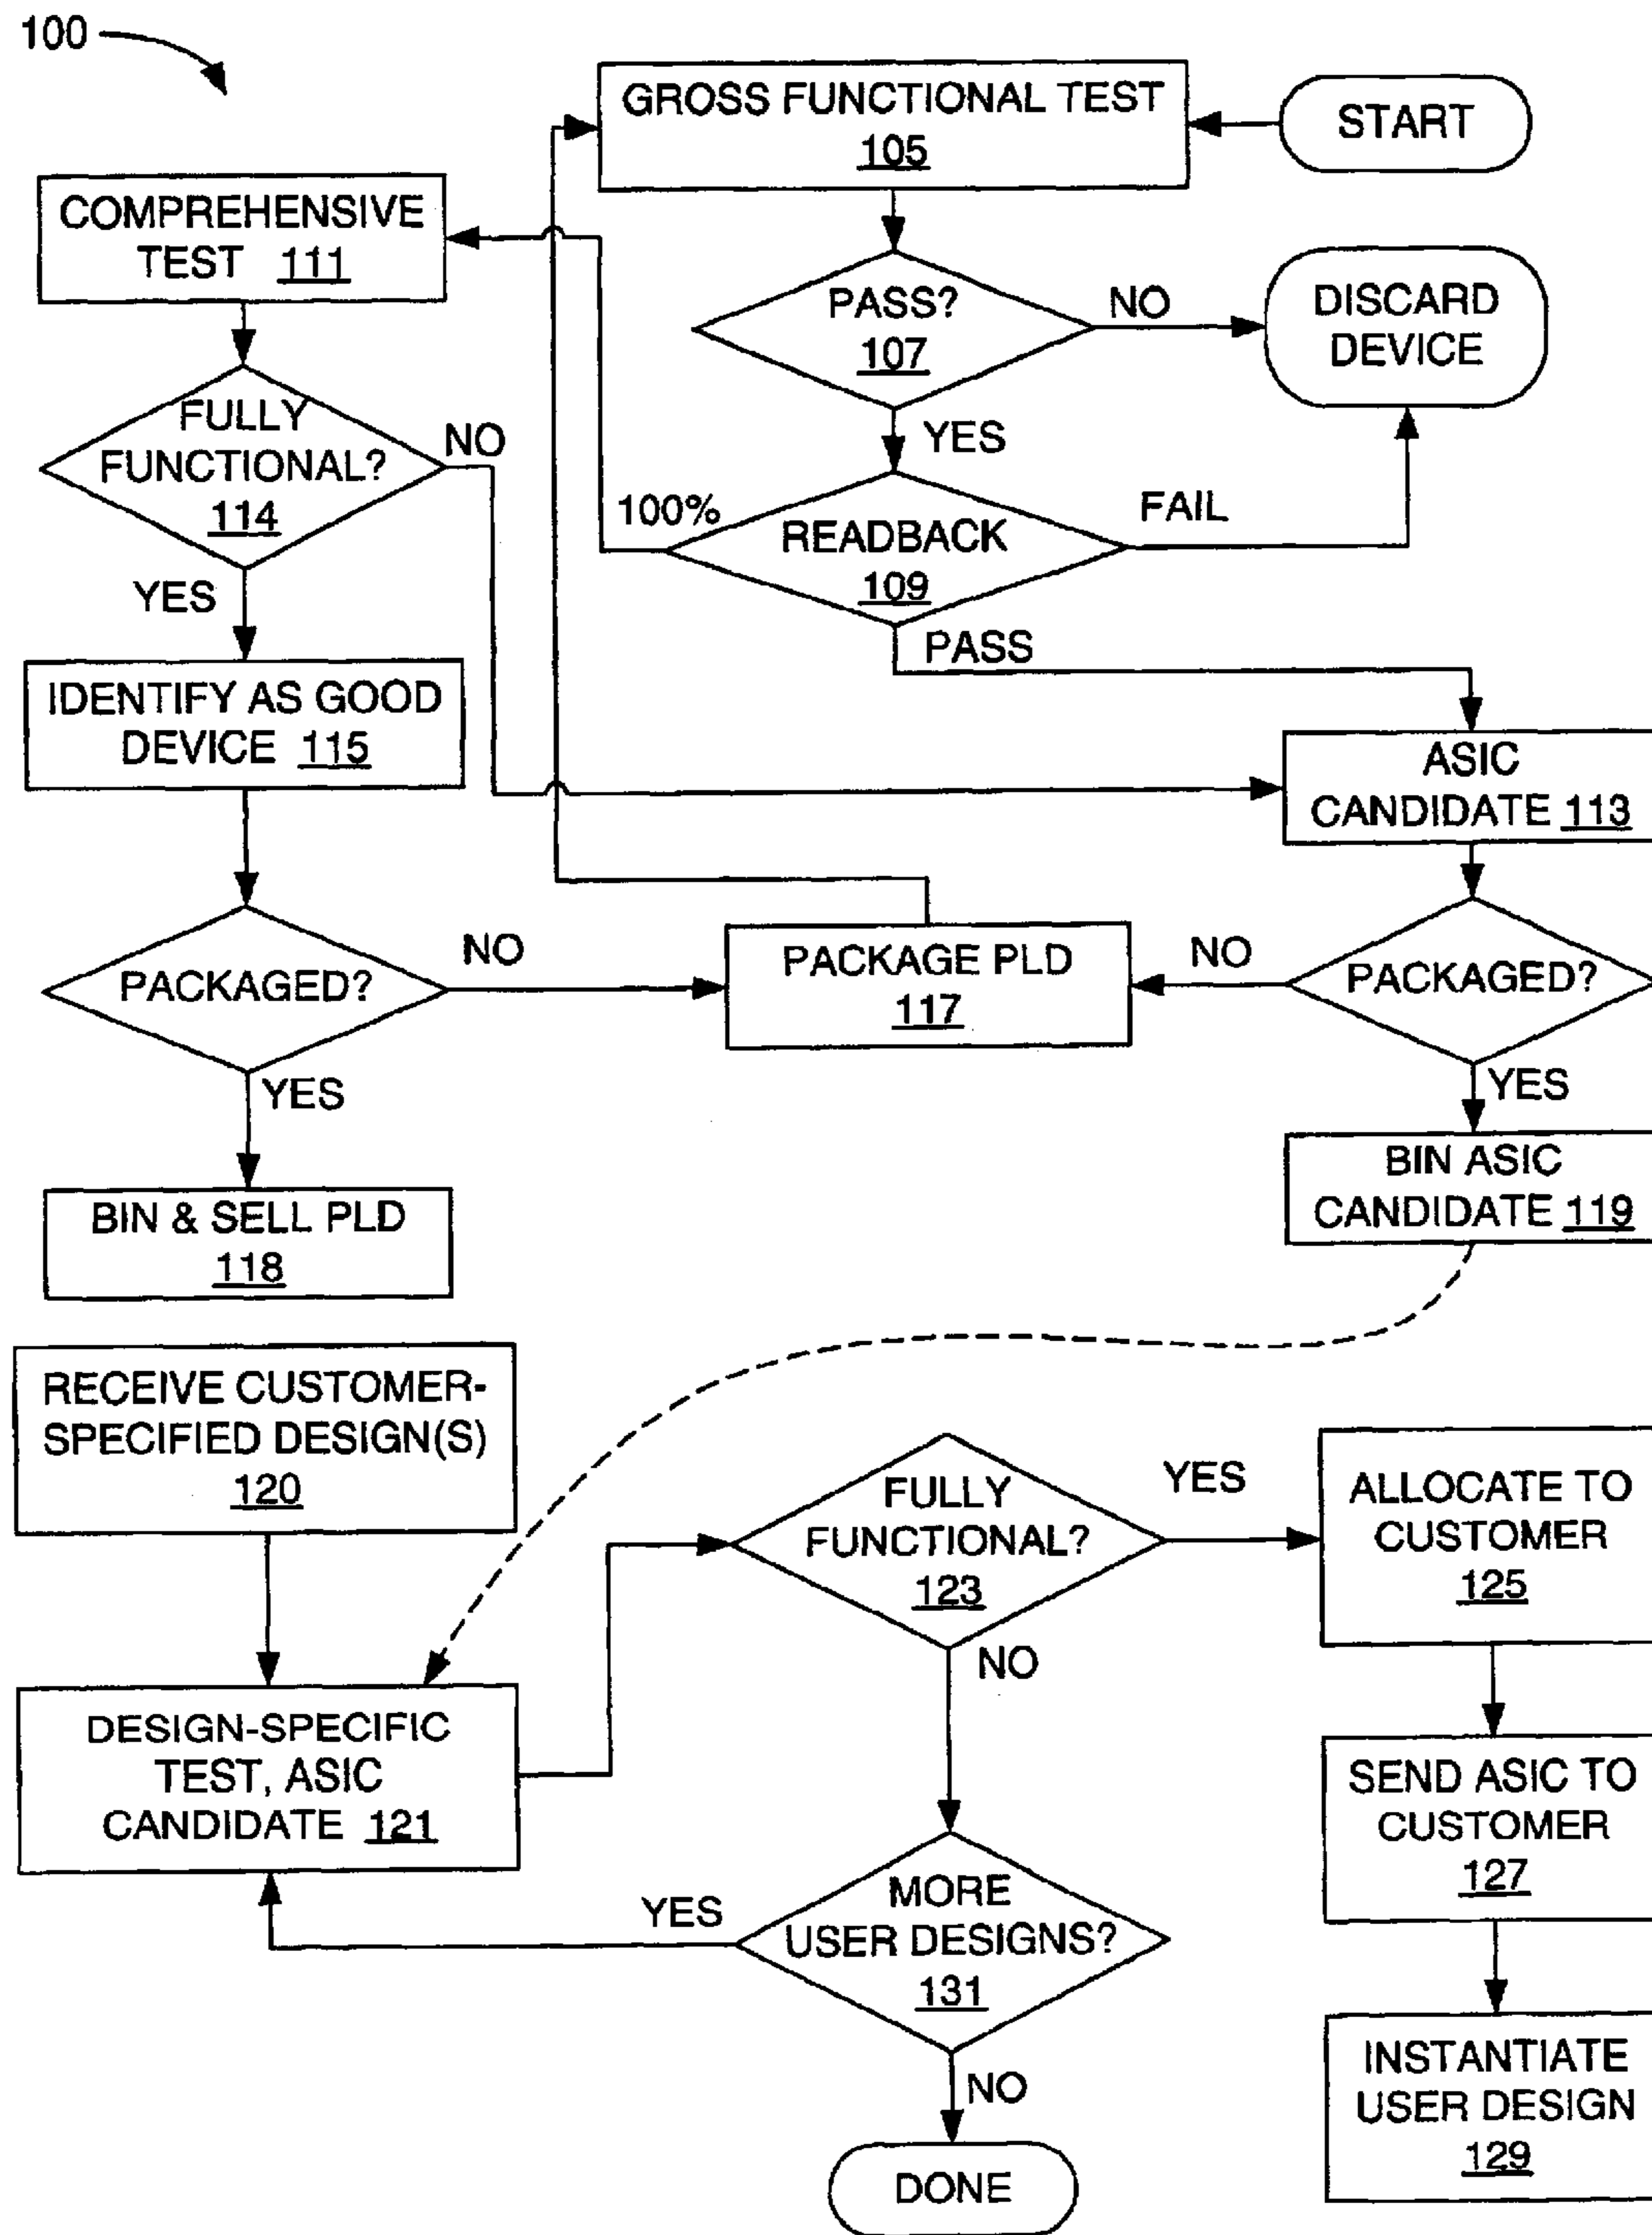 100
GROSS FUNCTIONAL TEST
105
START
COMPREHENSIVE
TEST 111
PASS?
107
NO
DISCARD
DEVICE
FULLY
FUNCTIONAL?
114
NO
YES
YES
100%
READBACK
109
FAIL
PASS
IDENTIFY AS GOOD
DEVICE 115
ASIC
CANDIDATE 113
PACKAGED?
NO
PACKAGE PLD
117
NO
PACKAGED?
YES
YES
BIN & SELL PLD
118
BIN ASIC
CANDIDATE 119
RECEIVE CUSTOMER-
SPECIFIED DESIGN(S)
120
FULLY
FUNCTIONAL?
123
YES
NO
ALLOCATE TO
CUSTOMER
125
DESIGN-SPECIFIC
TEST, ASIC
CANDIDATE 121
SEND ASIC TO
CUSTOMER
127
YES
MORE
USER DESIGNS?
131
NO
INSTANTIATE
USER DESIGN
129
DONE